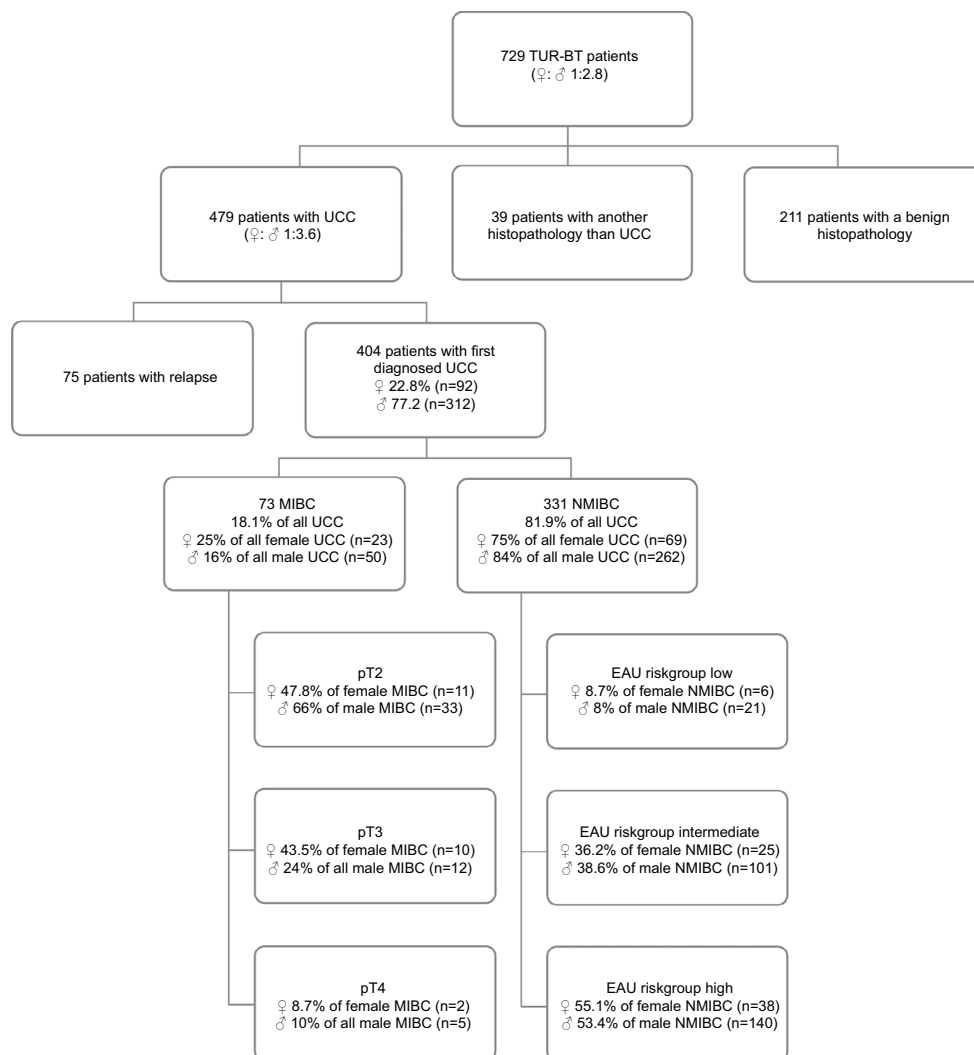 729 TUR-BT patients
(♀: ♂ 1:2.8)
479 patients with UCC
(♀: ♂ 1:3.6)
39 patients with another
histopathology than UCC
211 patients with a benign
histopathology
75 patients with relapse
404 patients with first
diagnosed UCC
♀ 22.8% (n=92)
♂ 77.2 (n=312)
73 MIBC
18.1% of all UCC
♀ 25% of all female UCC (n=23)
♂ 16% of all male UCC (n=50)
331 NMIBC
81.9% of all UCC
♀ 75% of all female UCC (n=69)
♂ 84% of all male UCC (n=262)
pT2
♀ 47.8% of female MIBC (n=11)
♂ 66% of male MIBC (n=33)
EAU riskgroup low
♀ 8.7% of female NMIBC (n=6)
♂ 8% of male NMIBC (n=21)
pT3
♀ 43.5% of female MIBC (n=10)
♂ 24% of all male MIBC (n=12)
EAU riskgroup intermediate
♀ 36.2% of female NMIBC (n=25)
♂ 38.6% of male NMIBC (n=101)
pT4
♀ 8.7% of female MIBC (n=2)
♂ 10% of all male MIBC (n=5)
EAU riskgroup high
♀ 55.1% of female NMIBC (n=38)
♂ 53.4% of male NMIBC (n=140)